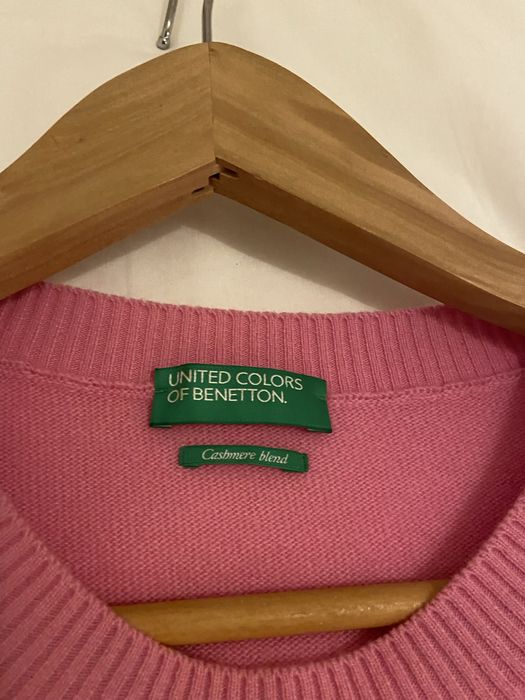 UNITED COLORS
OF BENETTON.
Cashmere blend